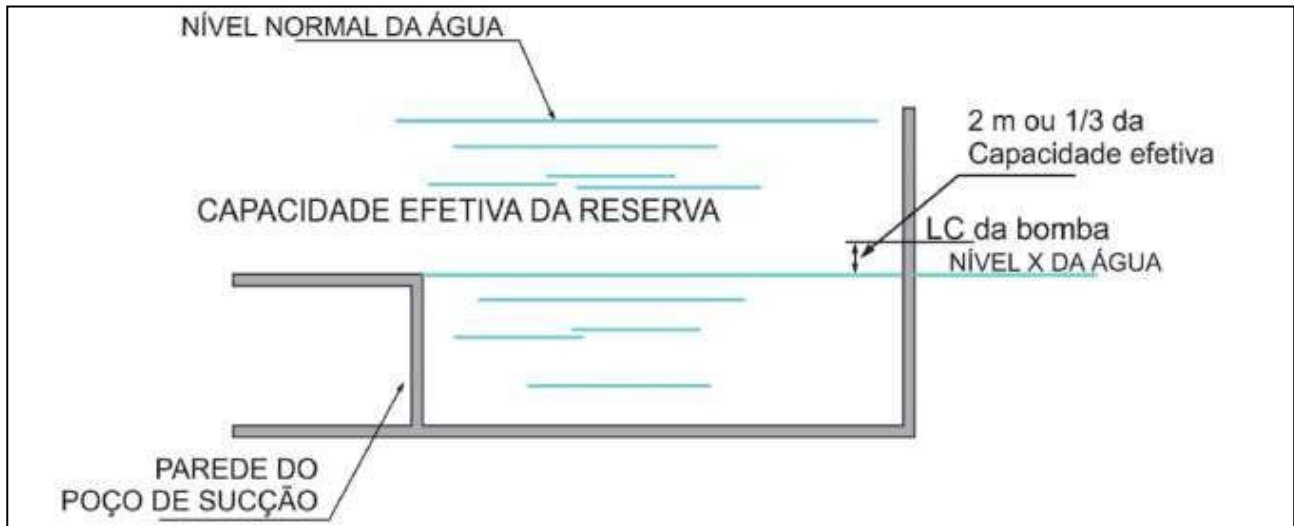 NÍVEL NORMAL DA ÁGUA
2 m ou 1/3 da
Capacidade efetiva
CAPACIDADE EFETIVA DA RESERVA
LC da bomba
NÍVEL X DA ÁGUA
PAREDE DO
POÇO DE SUCÇÃO